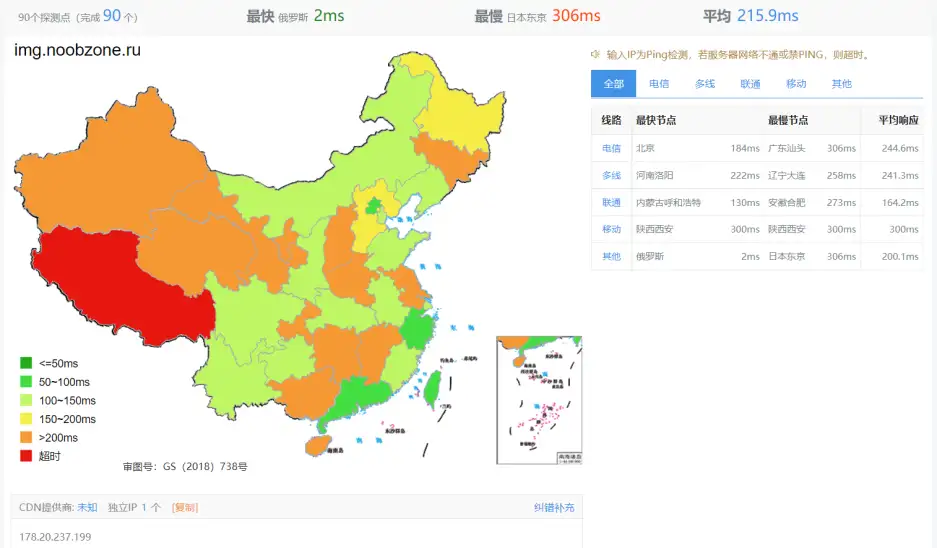 90个探测点（完成 90 个）
最快 俄罗斯 2ms
最慢 日本东京 306ms
平均 215.9ms
img.noobzone.ru
<=50ms
50~100ms
100~150ms
150~200ms
>200ms
超时
审图号：GS（2018）738号
海南岛
东沙群岛
CDN提供商: 未知 独立IP 1 个 [复制]
纠错补充
178.20.237.199
输入IP为Ping检测，若服务器网络不通或禁PING，则超时。
全部 电信 多线 联通 移动 其他
线路 最快节点 最慢节点 平均响应
电信 北京 184ms 广东汕头 306ms 244.6ms
多线 河南洛阳 222ms 辽宁大连 258ms 241.3ms
联通 内蒙古呼和浩特 130ms 安徽合肥 273ms 164.2ms
移动 陕西西安 300ms 陕西西安 300ms 300ms
其他 俄罗斯 2ms 日本东京 306ms 200.1ms